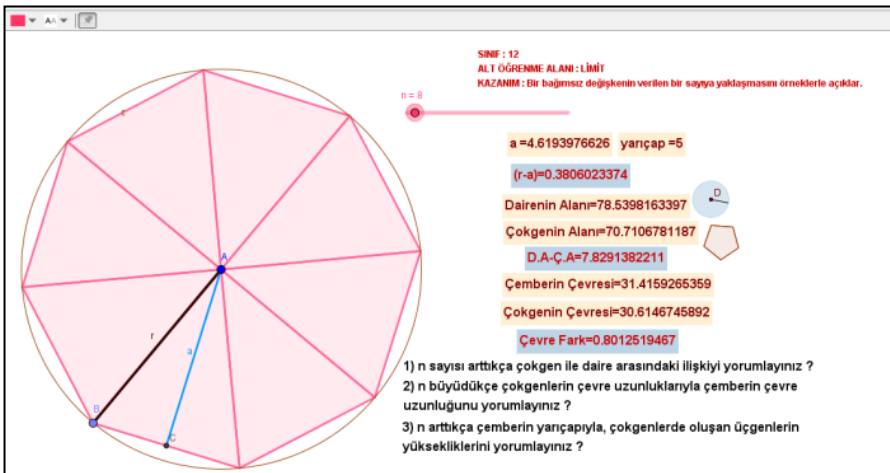 AA
SINIF : 12
ALT ÖĞRENME ALANI : LİMİT
KAZANIM : Bir bağımsız değişkenin verilen bir sayıya yaklaşmasını örneklerle açıklar.
n = 8
c
a =4.6193976626 yarıçap =5
(r-a)=0.3806023374
D
Dairenin Alanı=78.5398163397
Çokgenin Alanı=70.7106781187
D.A-Ç.A=7.8291382211
A
Çemberin Çevresi=31.4159265359
Çokgenin Çevresi=30.6146745892
r
Çevre Fark=0.8012519467
a
1) n sayısı arttıkça çokgen ile daire arasındaki ilişkiyi yorumlayınız ?
2) n büyüdükçe çokgenlerin çevre uzunluklarıyla çemberin çevre
uzunluğunu yorumlayınız ?
B
C
3) n arttıkça çemberin yarıçapıyla, çokgenlerde oluşan üçgenlerin
yüksekliklerini yorumlayınız ?